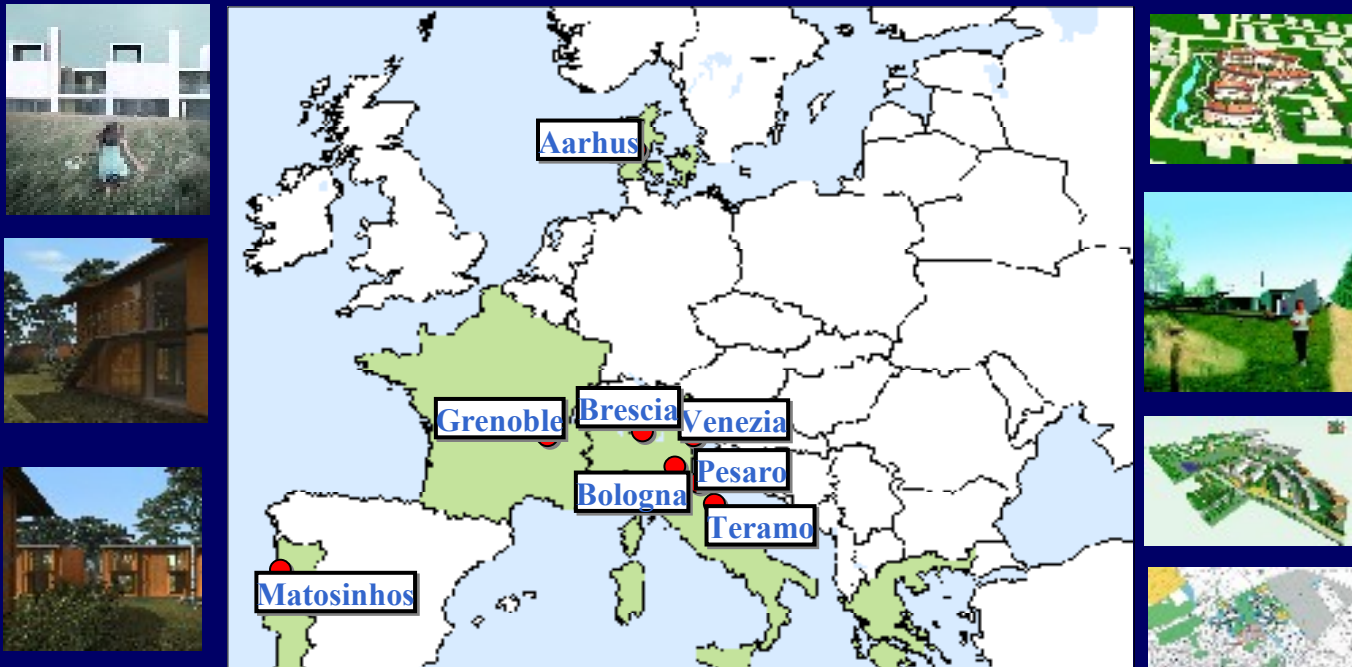 Aarhus
Grenoble
Brescia
Venezia
Pesaro
Bologna
Teramo
Matosinhos